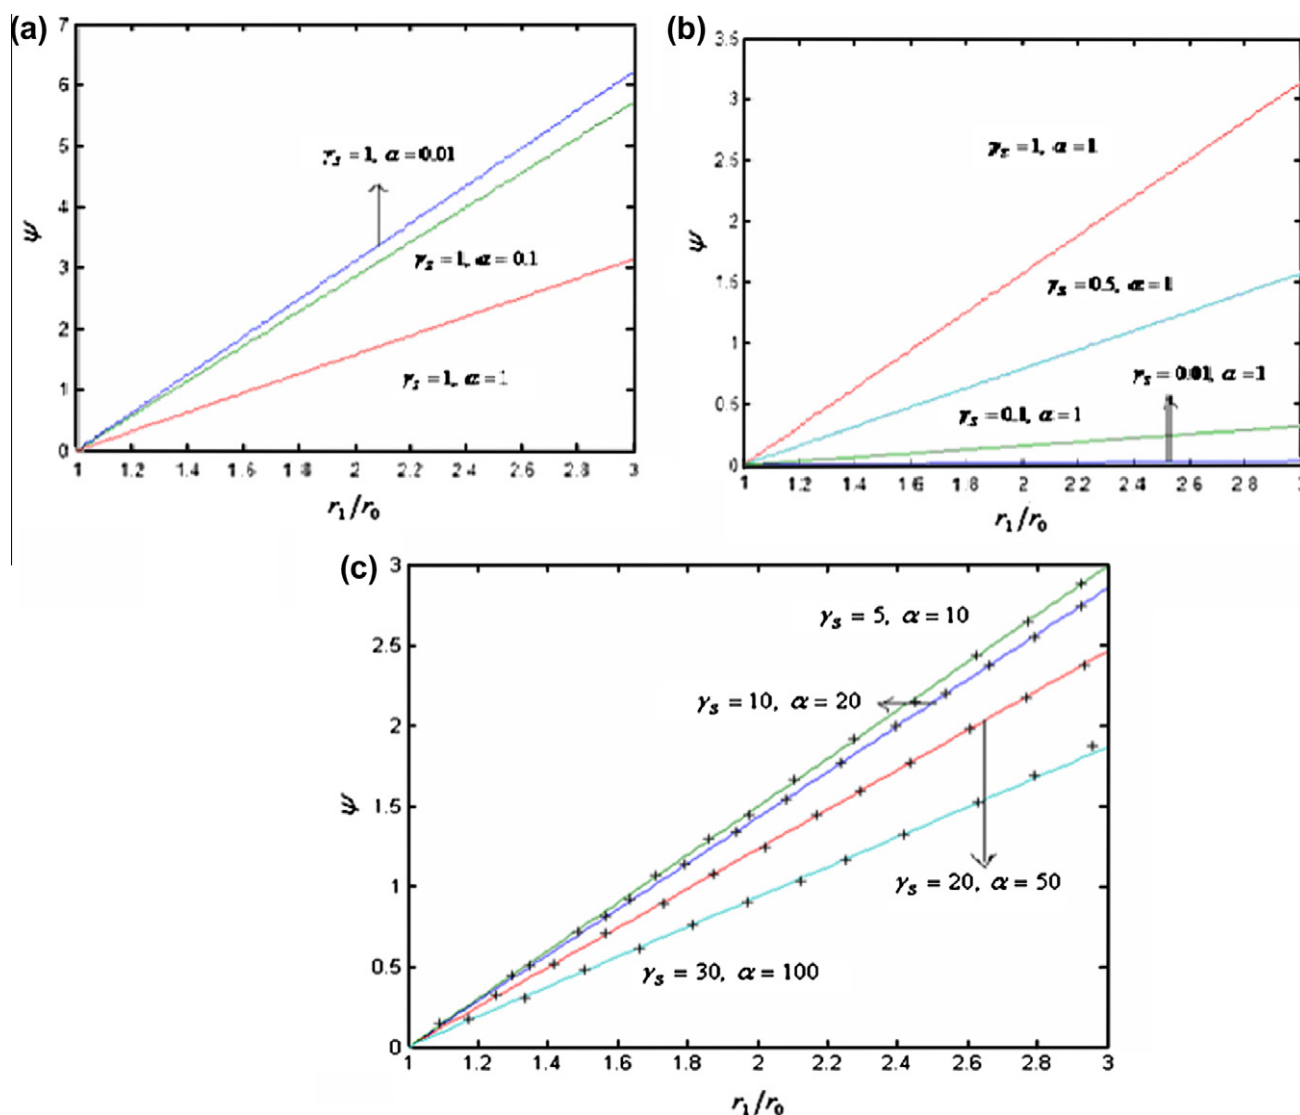 (a)
7
6
5
4
3
2
1
0
ψ
γs = 1, α = 0.01
γs = 1, α = 0.1
γs = 1, α = 1
1 1.2 1.4 1.6 1.8 2 2.2 2.4 2.6 2.8 3
r1/r0
(b)
3.5
3
2.5
2
1.5
1
0.5
0
ψ
γs = 1, α = 1
γs = 0.5, α = 1
γs = 0.01, α = 1
γs = 0.1, α = 1
1 1.2 1.4 1.6 1.8 2 2.2 2.4 2.6 2.8 3
r1/r0
(c)
3
2.5
2
1.5
1
0.5
0
ψ
γs = 5, α = 10
γs = 10, α = 20
γs = 20, α = 50
γs = 30, α = 100
1 1.2 1.4 1.6 1.8 2 2.2 2.4 2.6 2.8 3
r1/r0